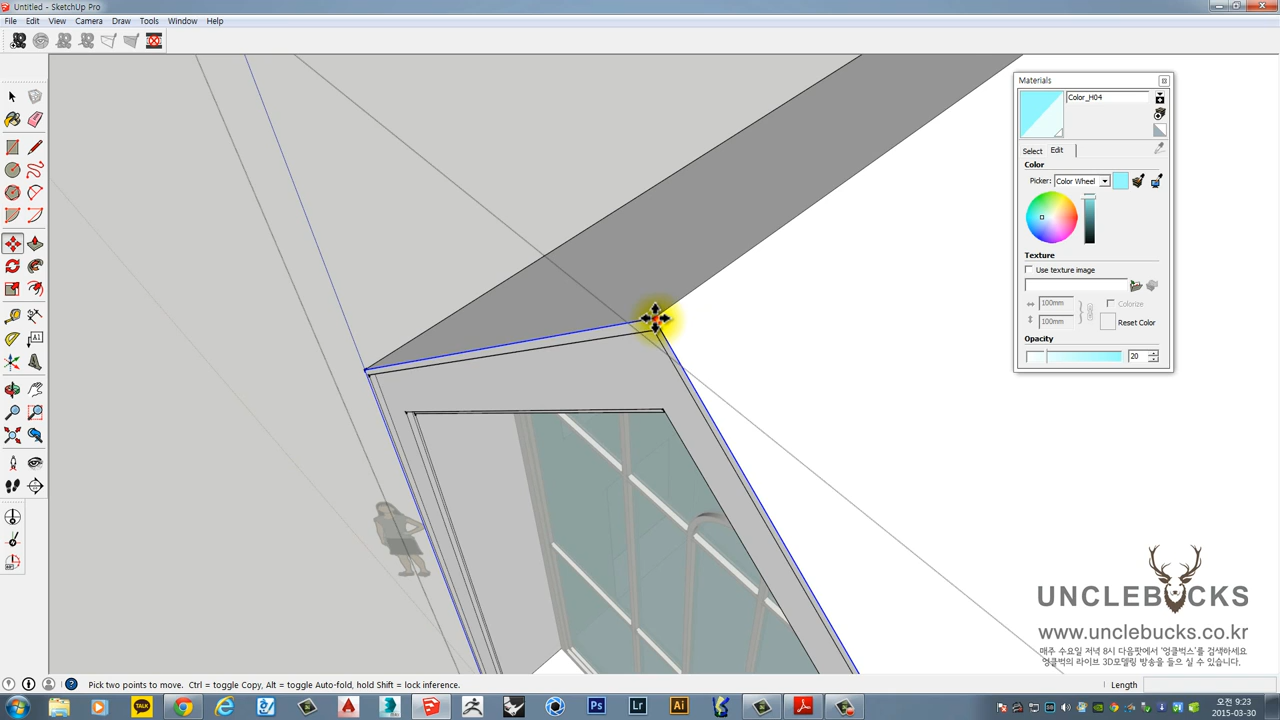 Untitled - SketchUp Pro
File Edit View Camera Draw Tools Window Help
Materials
Color_H04
Select Edit
Color
Picker: Color Wheel
Texture
Use texture image
100mm
Colorize
100mm
Reset Color
Opacity
20
UNCLEBUCKS
www.unclebucks.co.kr
매주 수요일 저녁 8시 다음팟에서 '엉클벅스'를 검색하세요
엉클벅의 라이브 3D모델링 방송을 들으 실 수 있습니다.
Pick two points to move. Ctrl = toggle Copy, Alt = toggle Auto-fold, hold Shift = lock inference.
Length
TALK
Ps
Lr
Ai
오전 9:23
2015-03-30